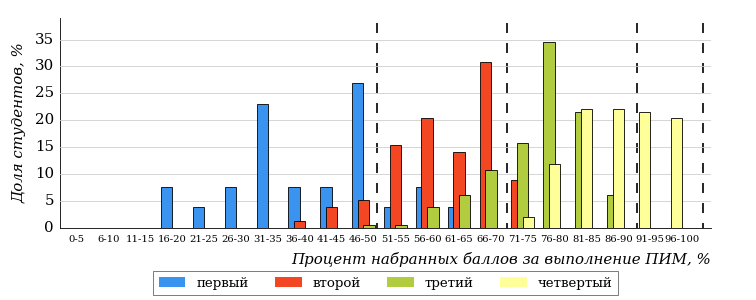 Доля студентов, %
35
30
25
20
15
10
5
0
0-5 6-10 11-15 16-20 21-25 26-30 31-35 36-40 41-45 46-50 51-55 56-60 61-65 66-70 71-75 76-80 81-85 86-90 91-95 96-100
Процент набранных баллов за выполнение ПИМ, %
первый второй третий четвертый